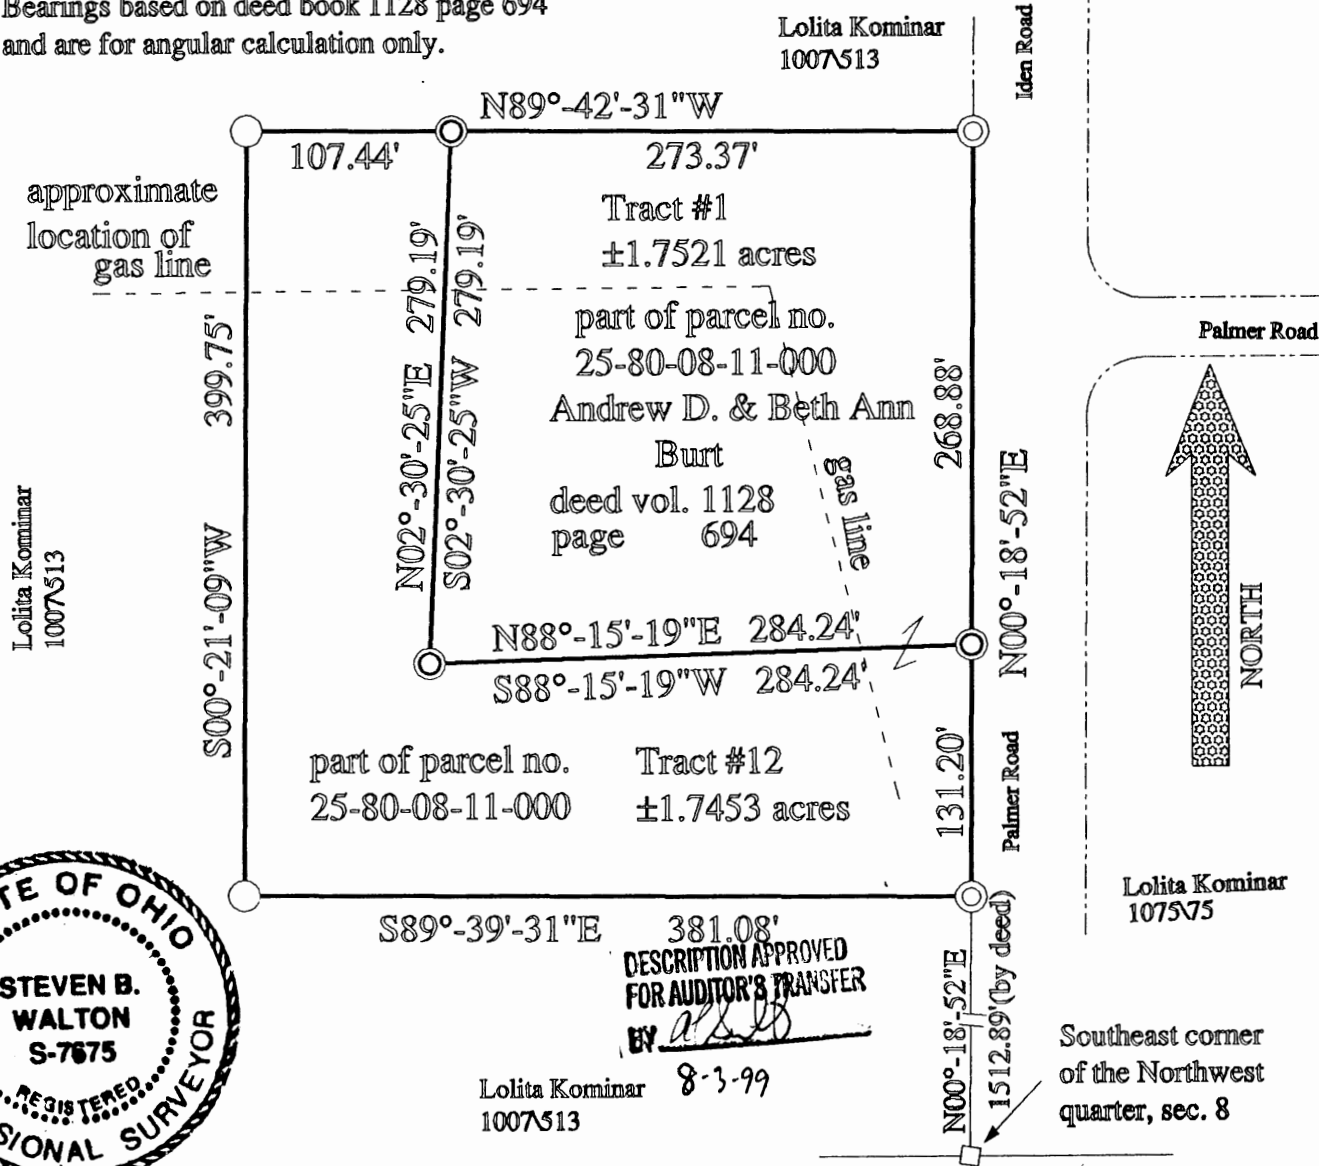 Bearings based on deed book 1128 page 694
and are for angular calculation only.
Lolita Kominar
1007\513
Iden Road
N89°-42'-31"W
107.44'
273.37'
approximate
location of
gas line
Tract #1
±1.7521 acres
part of parcel no.
25-80-08-11-000
Andrew D. & Beth Ann
Burt
deed vol. 1128
page 694
N02°-30'-25"E 279.19'
S02°-30'-25"W 279.19'
gas line
268.88'
N00°-18'-52"E
Palmer Road
399.75'
S00°-21'-09"W
Lolita Kominar
1007\513
NORTH
N88°-15'-19"E 284.24'
S88°-15'-19"W 284.24'
part of parcel no.
25-80-08-11-000
Tract #12
±1.7453 acres
131.20'
Palmer Road
Lolita Kominar
1075\75
S89°-39'-31"E 381.08'
DESCRIPTION APPROVED
FOR AUDITOR'S TRANSFER
BY
8-3-99
Lolita Kominar
1007\513
N00°-18'-52"E
1512.89'(by deed)
Southeast corner
of the Northwest
quarter, sec. 8
TE OF OHIO
STEVEN B.
WALTON
S-7675
REGISTERED
SIONAL SURVEYOR